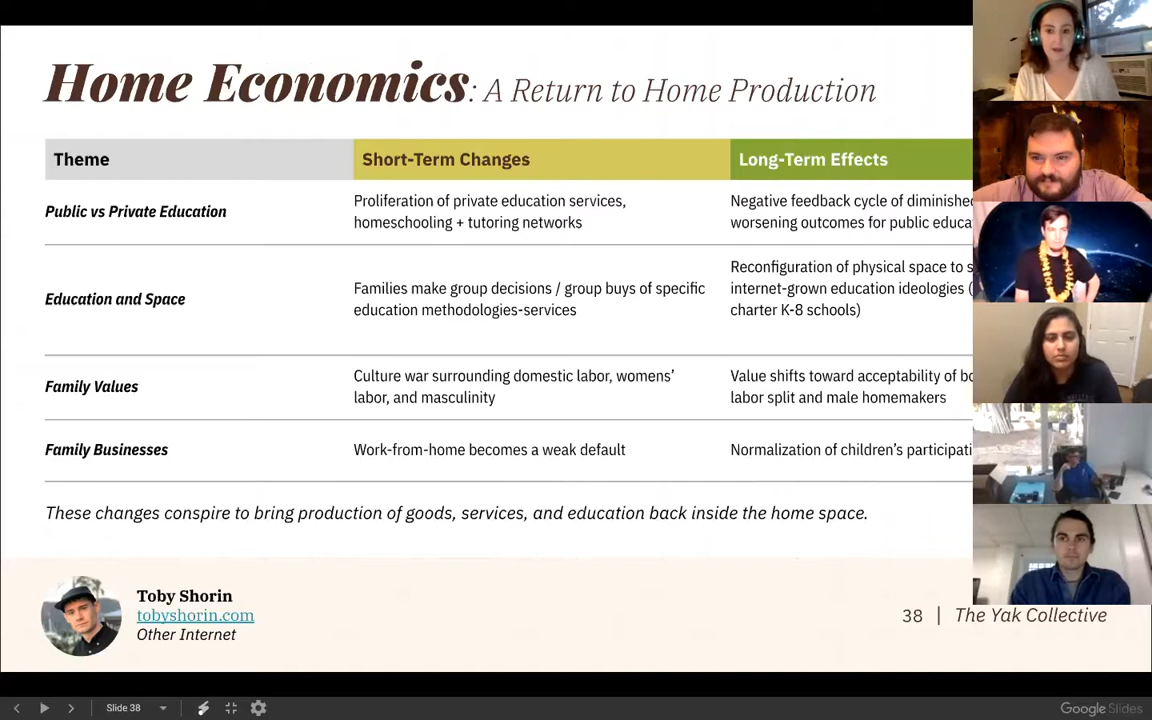 Home Economics: A Return to Home Production
Theme
Short-Term Changes
Long-Term Effects
Public vs Private Education
Proliferation of private education services,
homeschooling + tutoring networks
Negative feedback cycle of diminished
worsening outcomes for public
Education and Space
Families make group decisions / group buys of specific
education methodologies-services
Reconfiguration of physical space to
internet-grown education ideologies (
charter K-8 schools)
Family Values
Culture war surrounding domestic labor, womens’
labor, and masculinity
Value shifts toward acceptability of
labor split and male homemakers
Family Businesses
Work-from-home becomes a weak default
Normalization of children’s
These changes conspire to bring production of goods, services, and education back inside the home space.
Toby Shorin
tobyshorin.com
Other Internet
38 | The Yak Collective
Slide 38
Google Slides